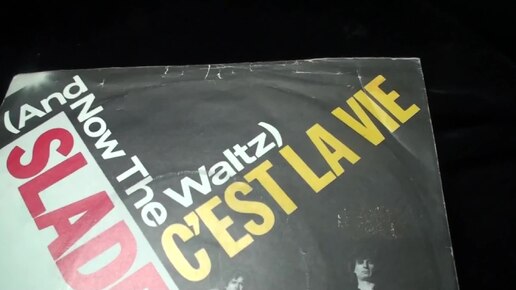 (And Now The Waltz)
C'EST LA VIE
SLADE